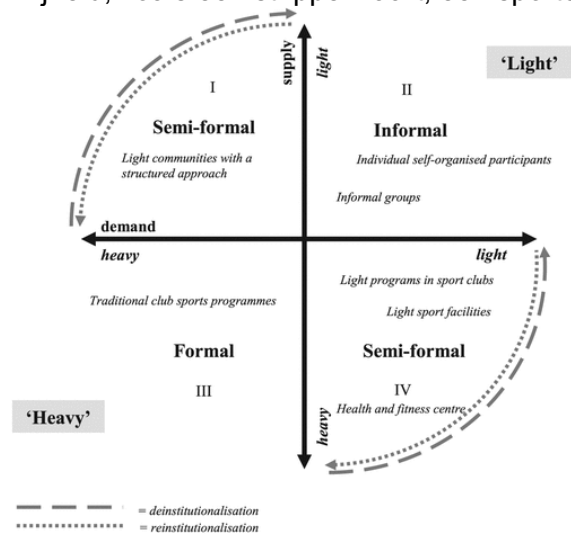 supply
light
'Light'
I
II
Semi-formal
Informal
Light communities with a
structured approach
Individual self-organised participants
Informal groups
demand
heavy
light
Light programs in sport clubs
Traditional club sports programmes
Light sport facilities
Formal
Semi-formal
III
IV
'Heavy'
heavy
Health and fitness centre
= deinstitutionalisation
= reinstitutionalisation